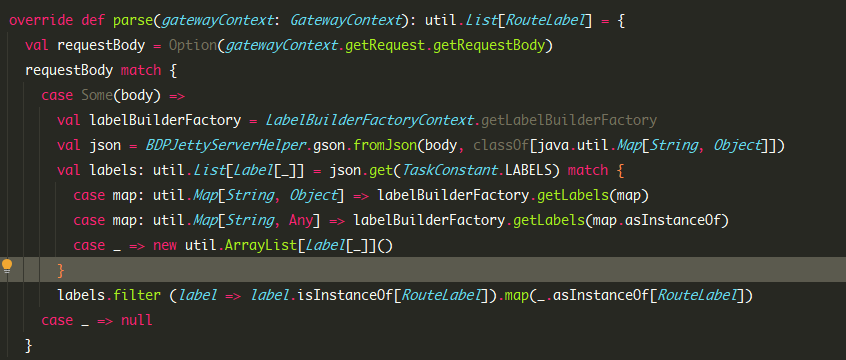 override def parse(gatewayContext: GatewayContext): util.List[RouteLabel] = {
val requestBody = Option(gatewayContext.getRequest.getRequestBody)
requestBody match {
case Some(body) =>
val labelBuilderFactory = LabelBuilderFactoryContext.getLabelBuilderFactory
val json = BDPJettyServerHelper.gson.fromJson(body, classOf[java.util.Map[String, Object]])
val labels: util.List[Label[_]] = json.get(TaskConstant.LABELS) match {
case map: util.Map[String, Object] => labelBuilderFactory.getLabels(map)
case map: util.Map[String, Any] => labelBuilderFactory.getLabels(map.asInstanceOf)
case _ => new util.ArrayList[Label[_]]()
}
labels.filter (label => label.isInstanceOf[RouteLabel]).map(_.asInstanceOf[RouteLabel])
case _ => null
}